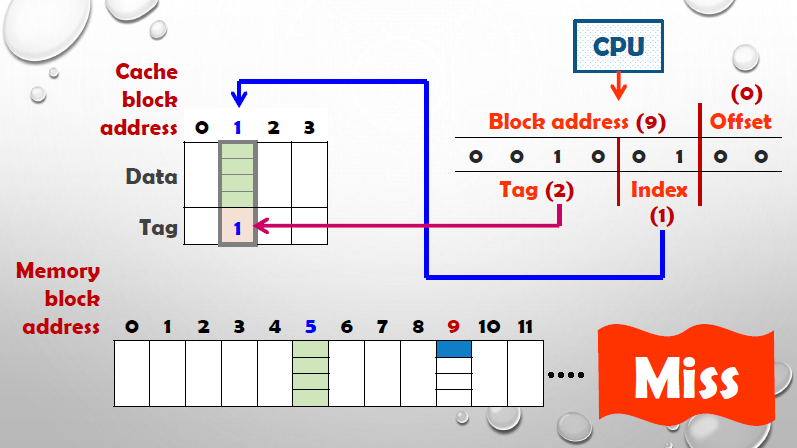 CPU
Cache
block
address
0 1 2 3
Data
Tag
1
(0)
Block address (9) Offset
0 0 1 0 0 1 0 0
Tag (2) Index
(1)
Memory
block
address
0 1 2 3 4 5 6 7 8 9 10 11
....
Miss